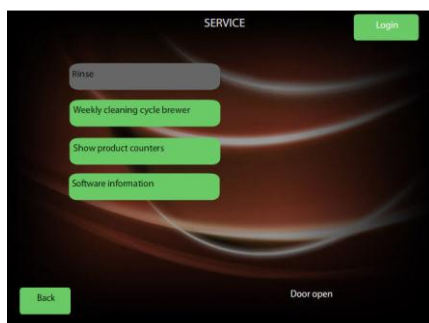 SERVICE
Login
Rinse
Weekly cleaning cycle brewer
Show product counters
Software information
Back
Door open